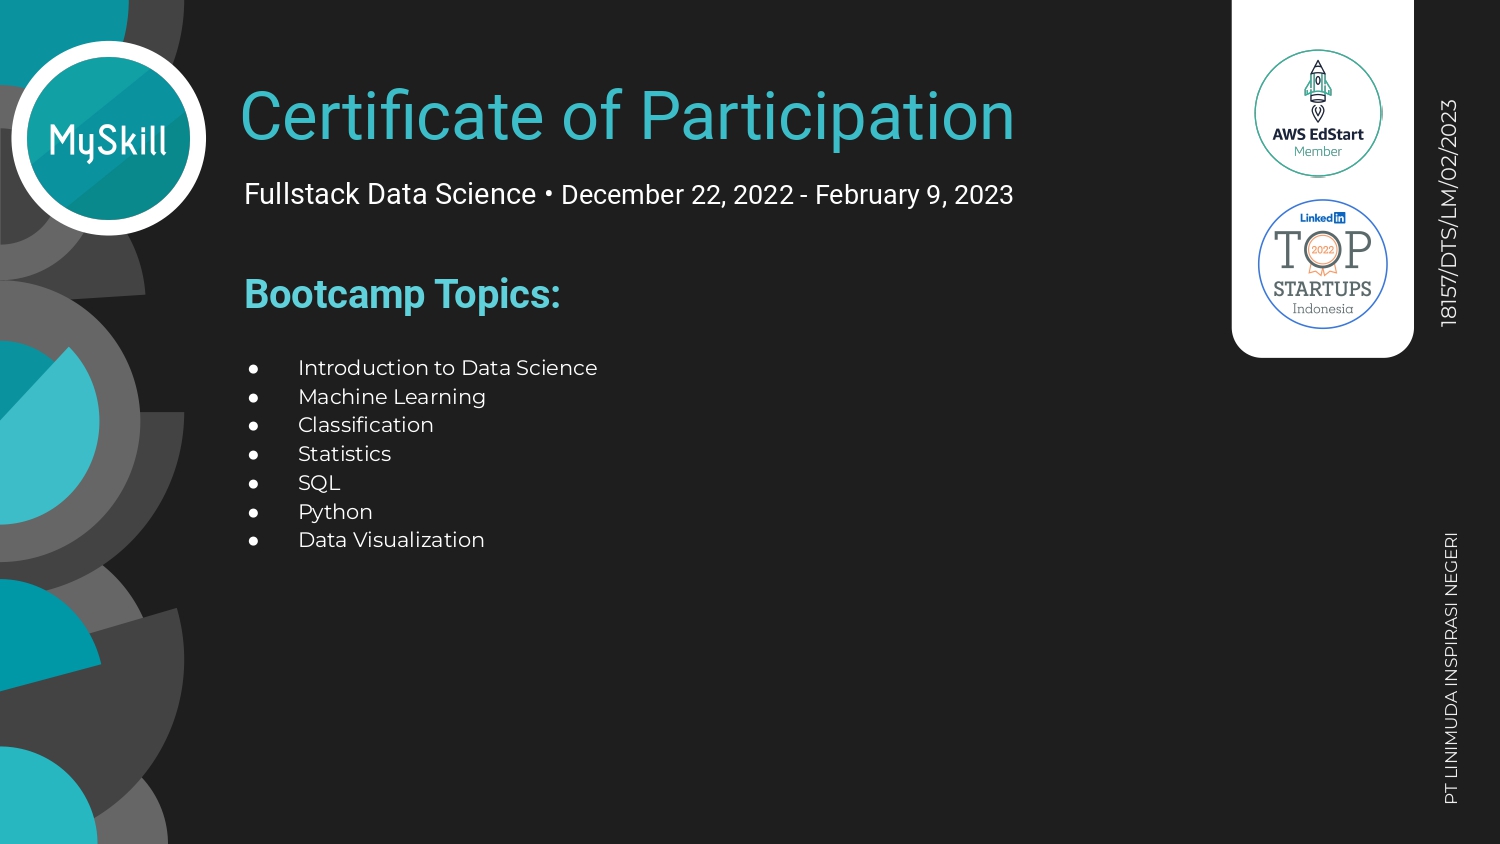 MySkill
Certificate of Participation
Fullstack Data Science • December 22, 2022 - February 9, 2023
Bootcamp Topics:
● Introduction to Data Science
● Machine Learning
● Classification
● Statistics
● SQL
● Python
● Data Visualization
AWS EdStart
Member
Linked in
TOP
2022
STARTUPS
Indonesia
18157/DTS/LM/02/2023
PT LINIMUDA INSPIRASI NEGERI